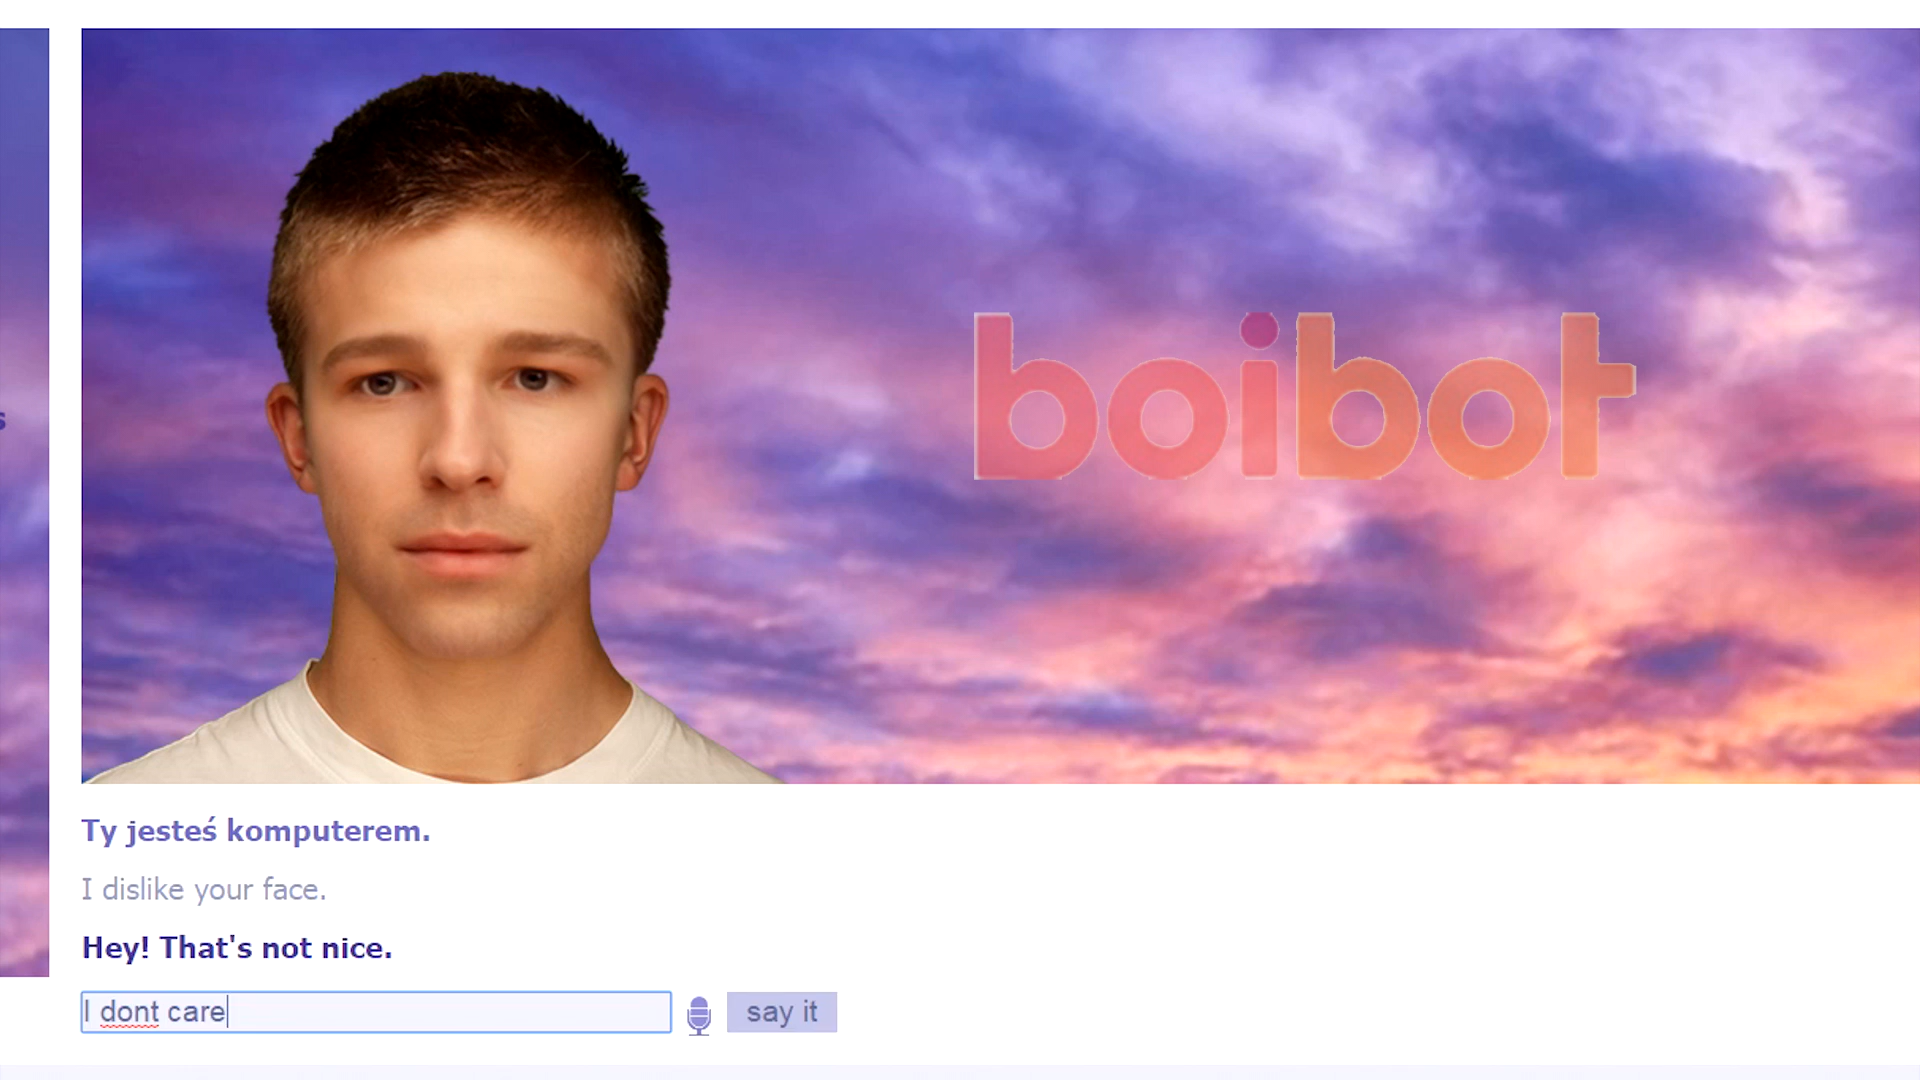 boibot
s
Ty jesteś komputerem.
I dislike your face.
Hey! That's not nice.
I dont care
say it